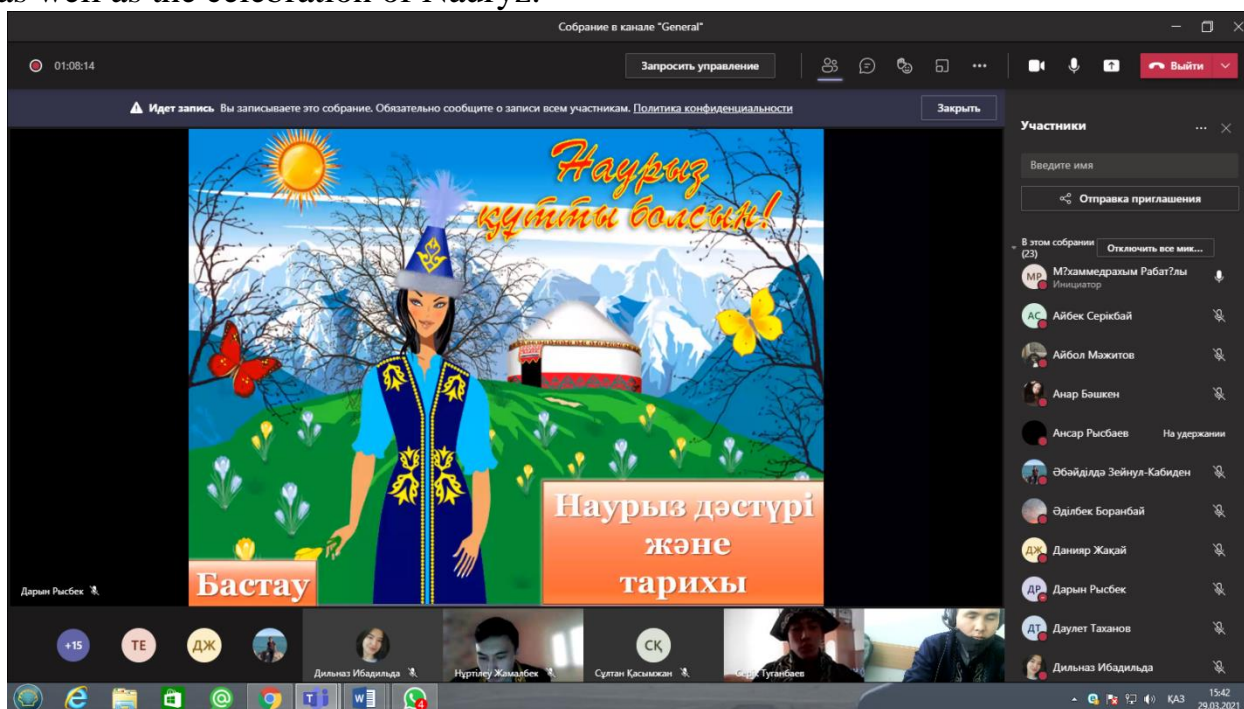 as well as the celebration of Nauryz.
Собрание в канале "General"
01:08:14
Запросить управление
Выйти
Идет запись Вы записываете это собрание. Обязательно сообщите о записи всем участникам. Политика конфиденциальности
Закрыть
Наурыз
құтты болсын!
Наурыз дәстүрі
және
тарихы
Бастау
Дарын Рысбек
Участники
Введите имя
Отправка приглашения
В этом собрании
(23)
Отключить все мик...
МР
М?хаммедрахым Рабат?лы
Инициатор
АС
Айбек Серікбай
Айбол Мәжитов
Анар Бәшкен
Ансар Рысбаев
На удержании
Әбәйділдә Зейнул-Кабиден
Әділбек Боранбай
ДЖ
Данияр Жақай
ДР
Дарын Рысбек
ДТ
Даулет Таханов
Дильназ Ибадильда
+15
ТЕ
ДЖ
Дильназ Ибадильда
Нұртілеу Жамалбек
СҚ
Сұлтан Қасымжан
Серік Туганбаев
4
ҚАЗ
15:42
29.03.2021